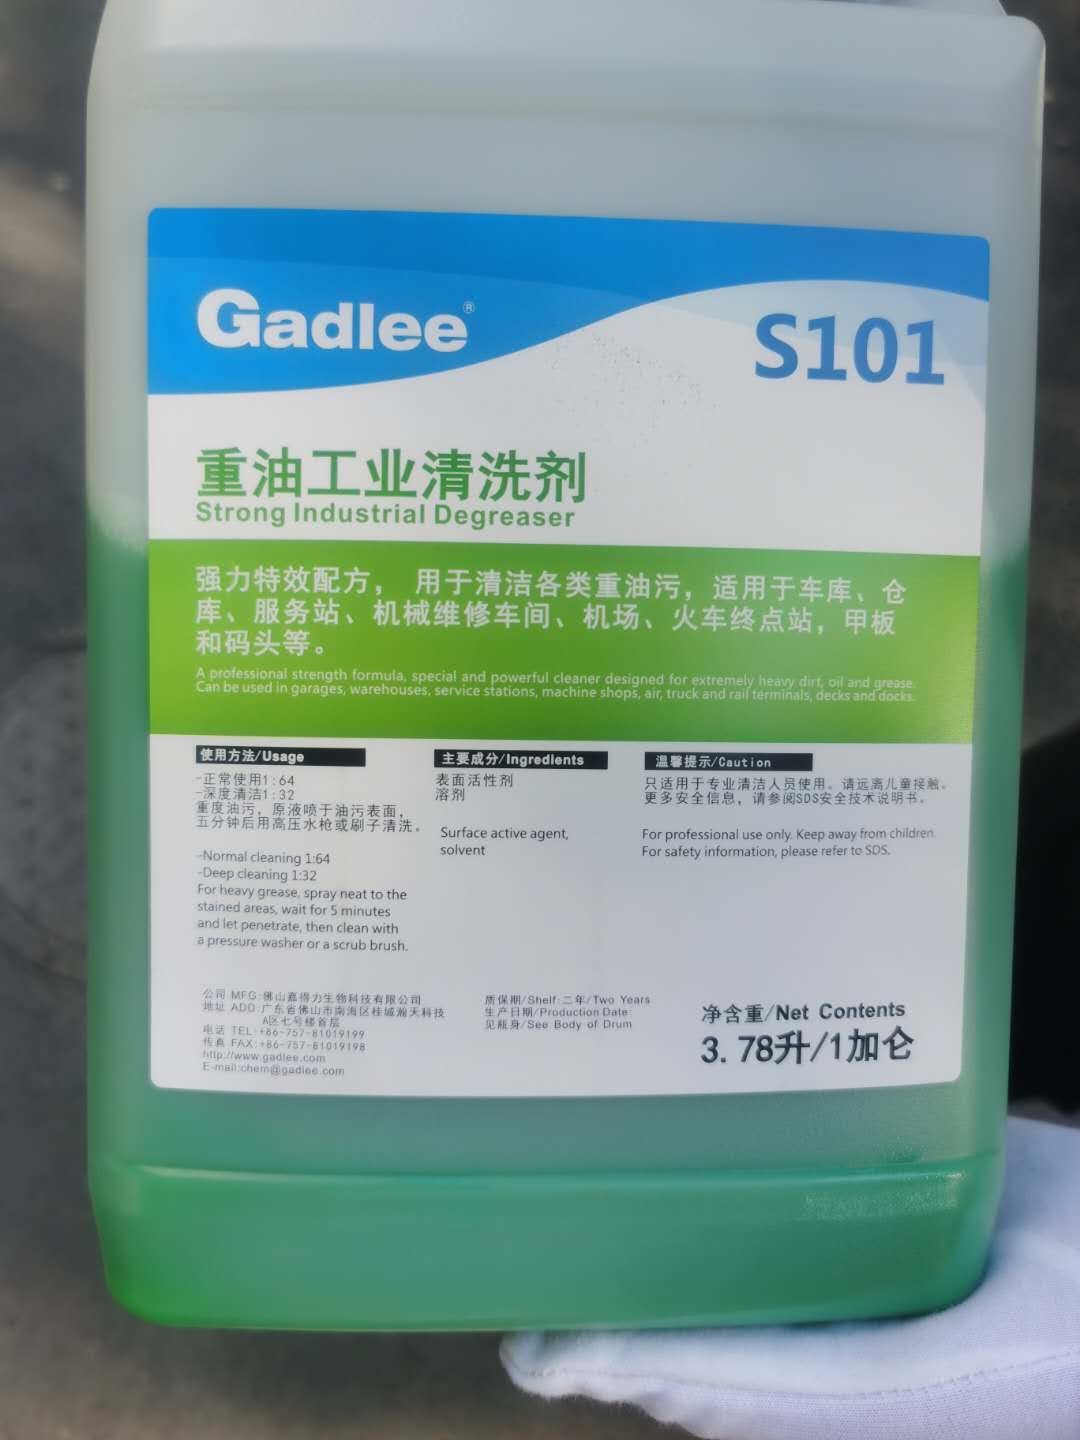 Gadlee®
S101
重油工业清洗剂
Strong Industrial Degreaser
强力特效配方， 用于清洁各类重油污，适用于车库、仓
库、服务站、机械维修车间、机场、火车终点站，甲板
和码头等。
A professional strength formula, special and powerful cleaner designed for extremely heavy dirt, oil and grease.
Can be used in garages, warehouses, service stations, machine shops, air, truck and rail terminals, decks and docks.
使用方法/Usage
-正常使用1:64
-深度清洁1:32
重度油污，原液喷于油污表面，
五分钟后用高压水枪或刷子清洗。
-Normal cleaning 1:64
-Deep cleaning 1:32
For heavy grease, spray neat to the
stained areas, wait for 5 minutes
and let penetrate, then clean with
a pressure washer or a scrub brush.
主要成分/Ingredients
表面活性剂
溶剂
Surface active agent,
solvent
温馨提示/Caution
只适用于专业清洁人员使用。请远离儿童接触。
更多安全信息，请参阅SDS安全技术说明书。
For professional use only. Keep away from children.
For safety information, please refer to SDS.
公司 MFG:佛山嘉得力生物科技有限公司
地址 ADD:广东省佛山市南海区桂城瀚天科技
A区七号楼首层
电话 TEL:+86-757-81019199
传真 FAX:+86-757-81019198
http://www.gadlee.com
E-mail:chem@gadlee.com
质保期/Shelf:二年/Two Years
生产日期/Production Date:
见瓶身/See Body of Drum
净含量/Net Contents
3.78升/1加仑